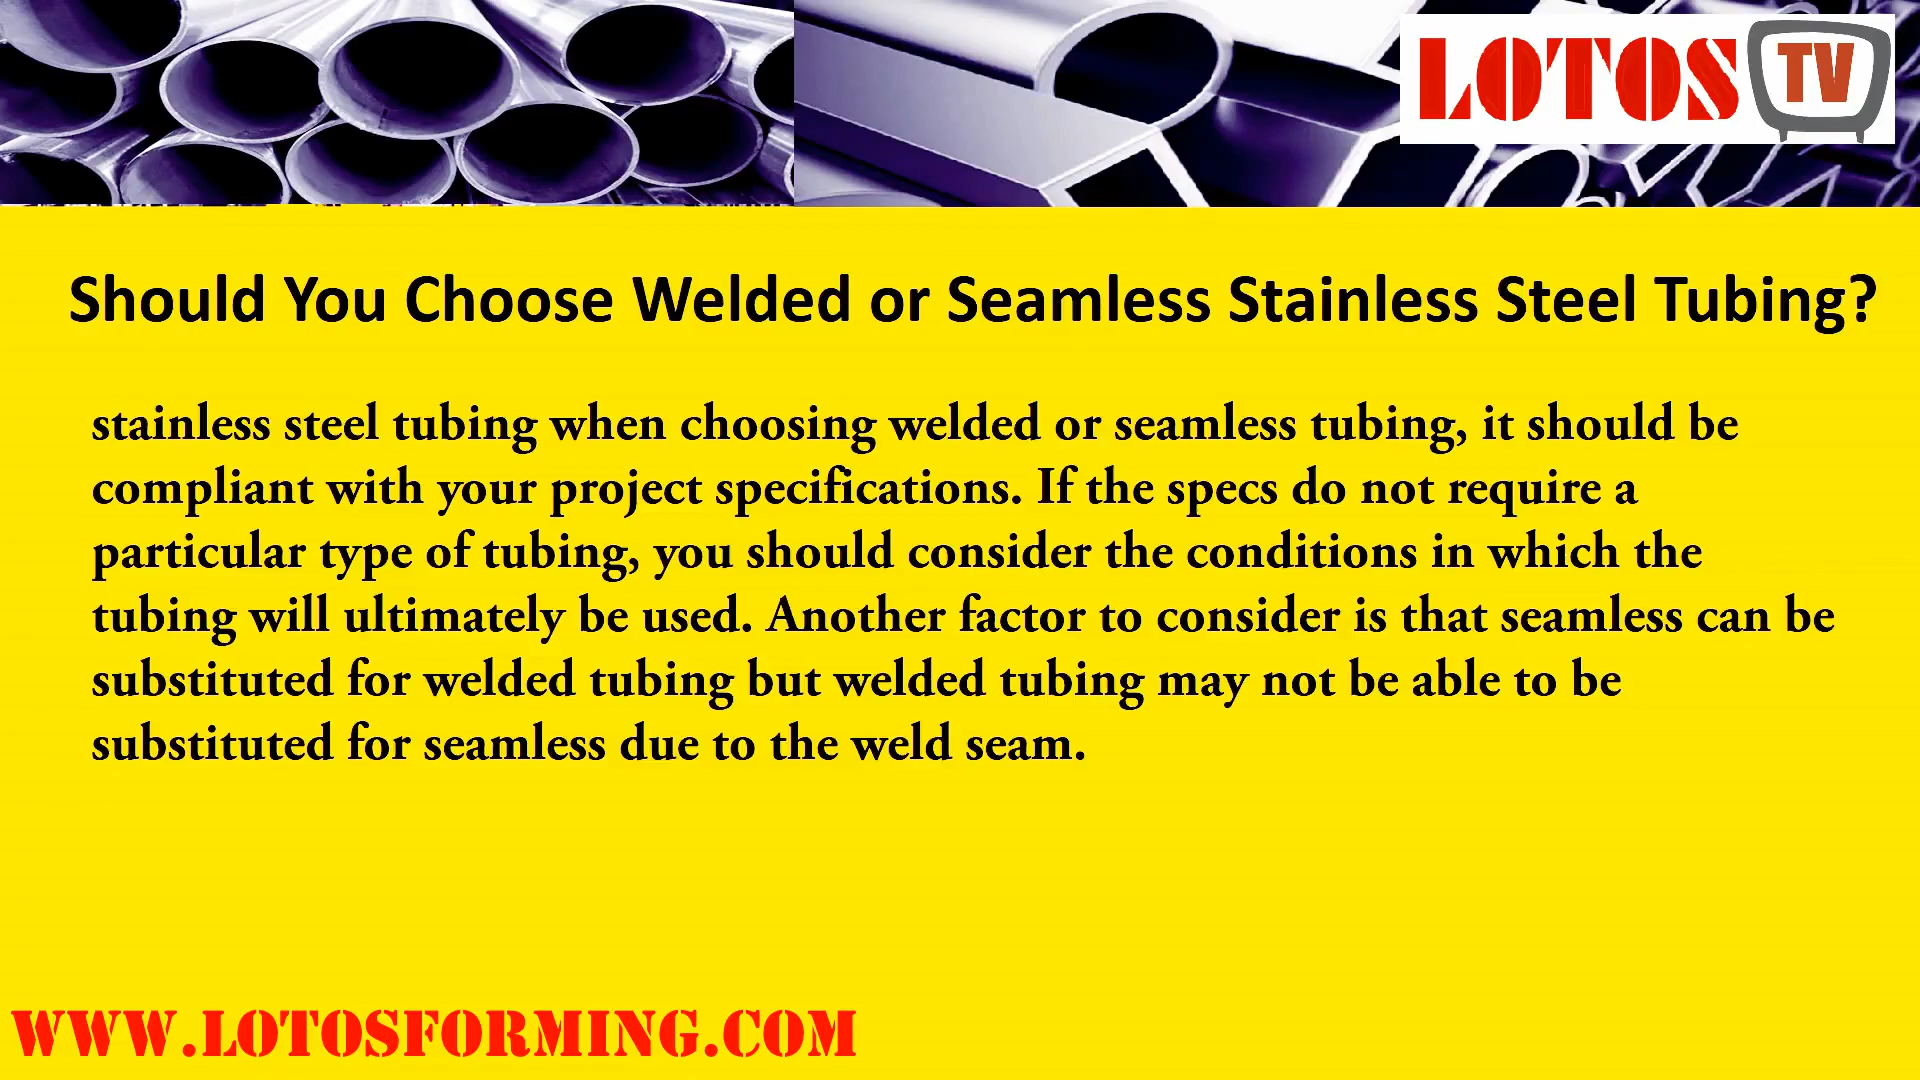 LOTOS TV
Should You Choose Welded or Seamless Stainless Steel Tubing?
stainless steel tubing when choosing welded or seamless tubing, it should be
compliant with your project specifications. If the specs do not require a
particular type of tubing, you should consider the conditions in which the
tubing will ultimately be used. Another factor to consider is that seamless can be
substituted for welded tubing but welded tubing may not be able to be
substituted for seamless due to the weld seam.
WWW.LOTOSFORMING.COM